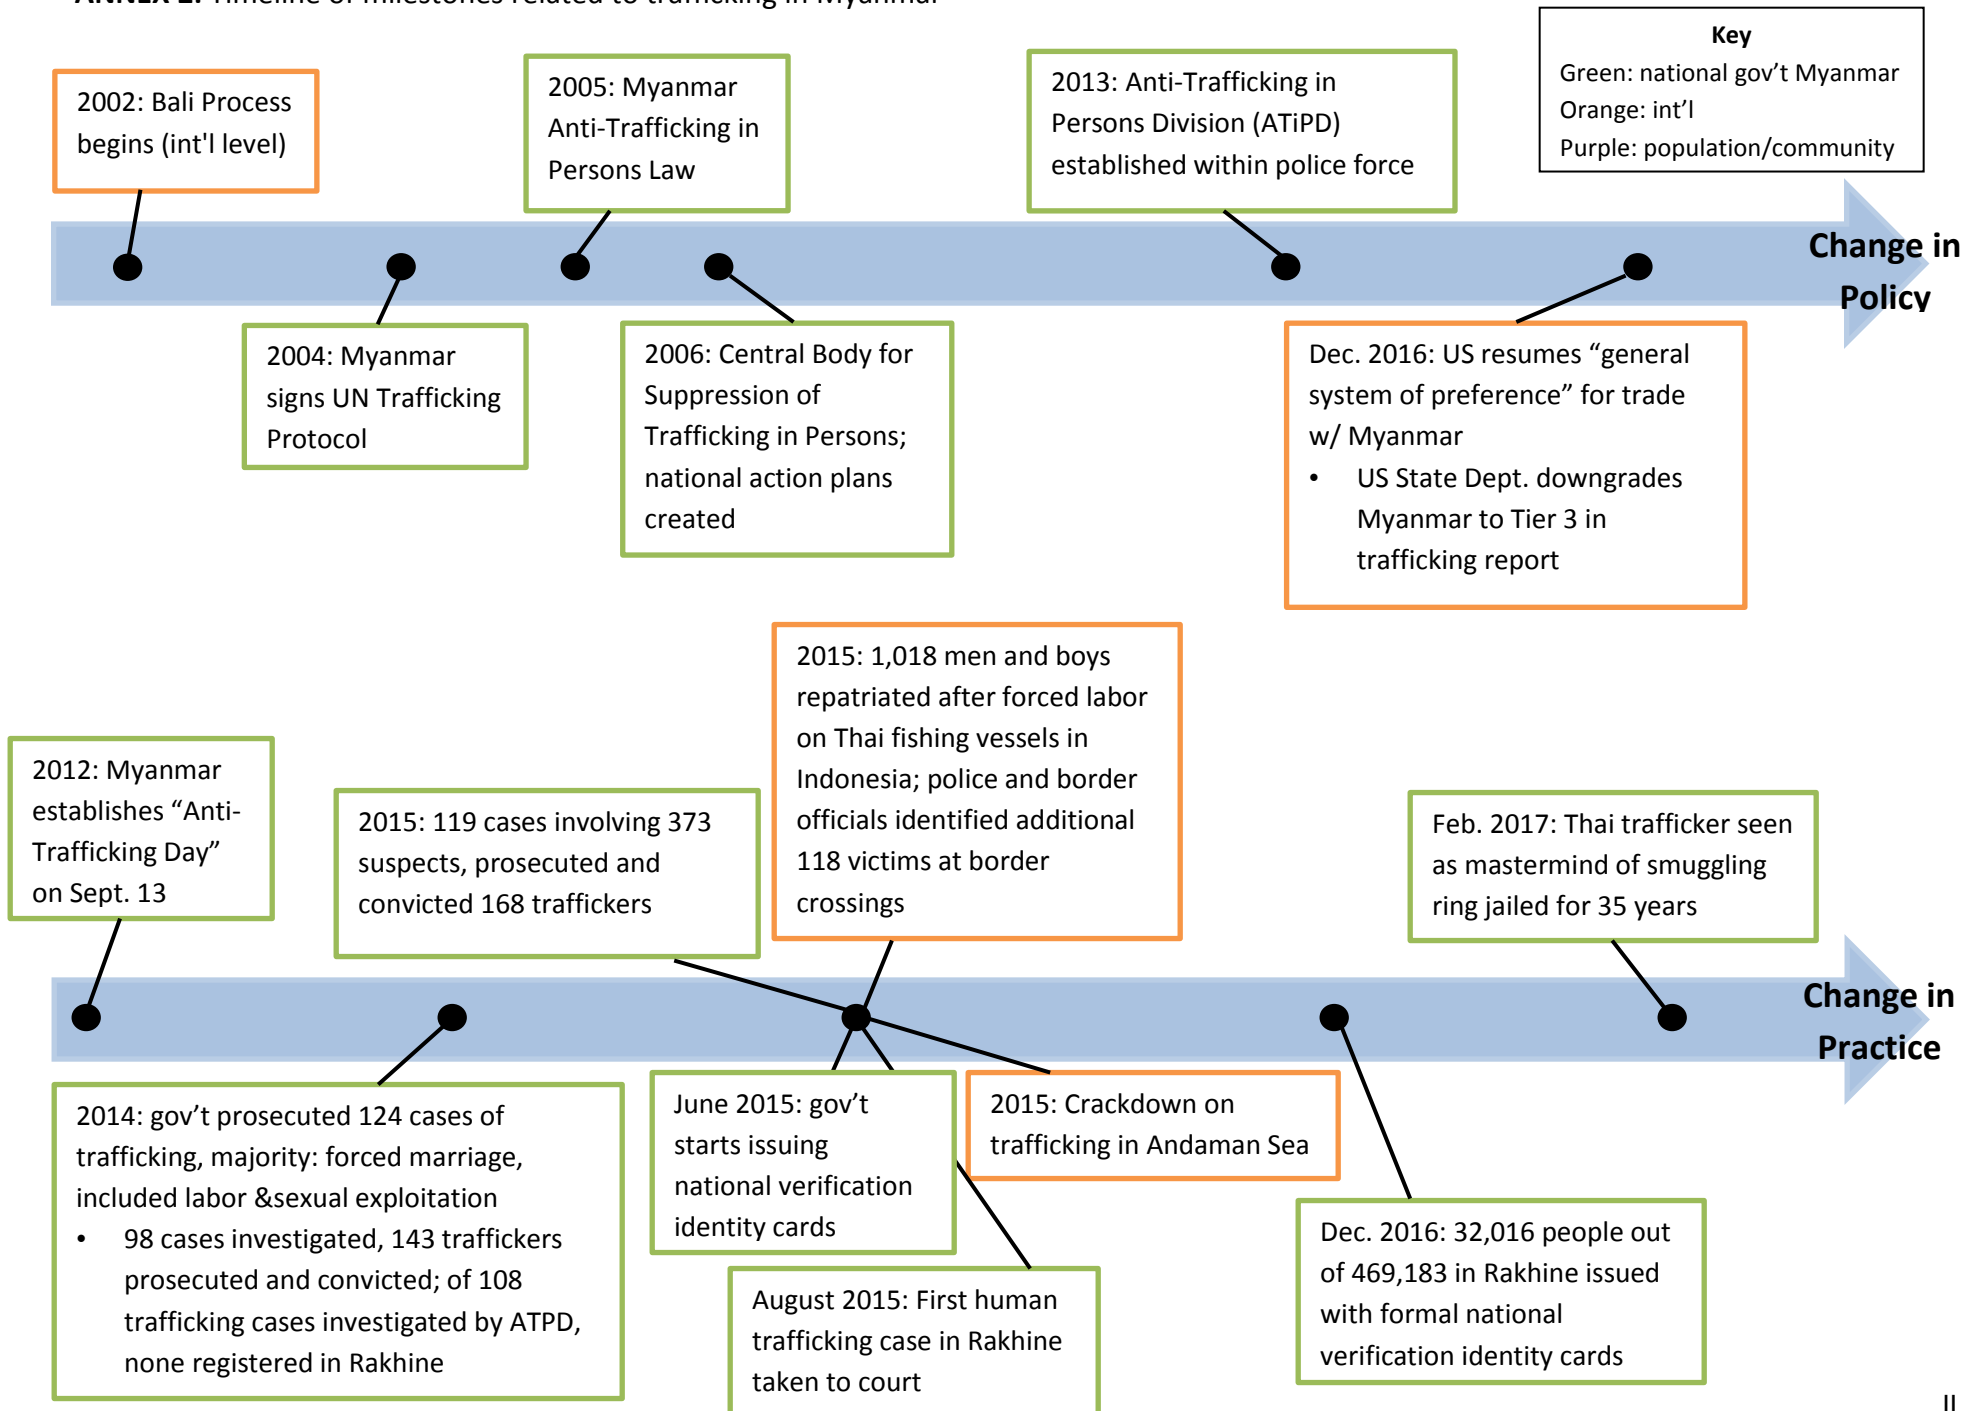 ANNEX 2: Timeline of milestones related to trafficking in Myanmar
Key
Green: national gov’t Myanmar
Orange: int’l
Purple: population/community
2002: Bali Process
begins (int'l level)
2005: Myanmar
Anti-Trafficking in
Persons Law
2013: Anti-Trafficking in
Persons Division (ATiPD)
established within police force
Change in
Policy
2004: Myanmar
signs UN Trafficking
Protocol
2006: Central Body for
Suppression of
Trafficking in Persons;
national action plans
created
Dec. 2016: US resumes “general
system of preference” for trade
w/ Myanmar
• US State Dept. downgrades
Myanmar to Tier 3 in
trafficking report
2012: Myanmar
establishes “Anti-
Trafficking Day”
on Sept. 13
2015: 119 cases involving 373
suspects, prosecuted and
convicted 168 traffickers
2015: 1,018 men and boys
repatriated after forced labor
on Thai fishing vessels in
Indonesia; police and border
officials identified additional
118 victims at border
crossings
Feb. 2017: Thai trafficker seen
as mastermind of smuggling
ring jailed for 35 years
Change in
Practice
2014: gov’t prosecuted 124 cases of
trafficking, majority: forced marriage,
included labor &sexual exploitation
• 98 cases investigated, 143 traffickers
prosecuted and convicted; of 108
trafficking cases investigated by ATPD,
none registered in Rakhine
June 2015: gov’t
starts issuing
national verification
identity cards
2015: Crackdown on
trafficking in Andaman Sea
August 2015: First human
trafficking case in Rakhine
taken to court
Dec. 2016: 32,016 people out
of 469,183 in Rakhine issued
with formal national
verification identity cards
II